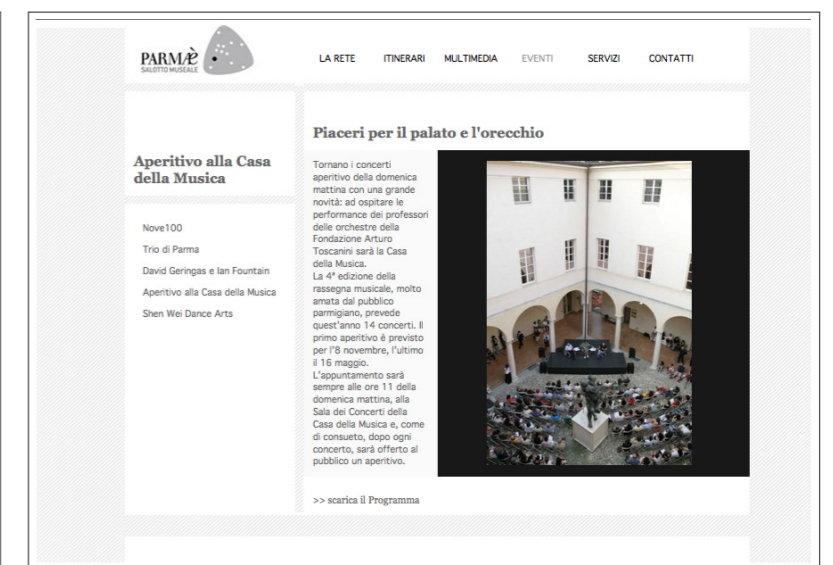 PARMÆ
SALOTTO MUSEALE
LA RETE ITINERARI MULTIMEDIA EVENTI SERVIZI CONTATTI
Aperitivo alla Casa
della Musica
Nove100
Trio di Parma
David Geringas e Ian Fountain
Aperitivo alla Casa della Musica
Shen Wei Dance Arts
Piaceri per il palato e l'orecchio
Tornano i concerti
aperitivo della domenica
mattina con una grande
novità: ad ospitare le
performance dei professori
delle orchestre della
Fondazione Arturo
Toscanini sarà la Casa
della Musica.
La 4° edizione della
rassegna musicale, molto
amata dal pubblico
parmigiano, prevede
quest'anno 14 concerti. Il
primo aperitivo è previsto
per l'8 novembre, l'ultimo
il 16 maggio.
L'appuntamento sarà
sempre alle ore 11 della
domenica mattina, alla
Sala dei Concerti della
Casa della Musica e, come
di consueto, dopo ogni
concerto, sarà offerto al
pubblico un aperitivo.
>> scarica il Programma